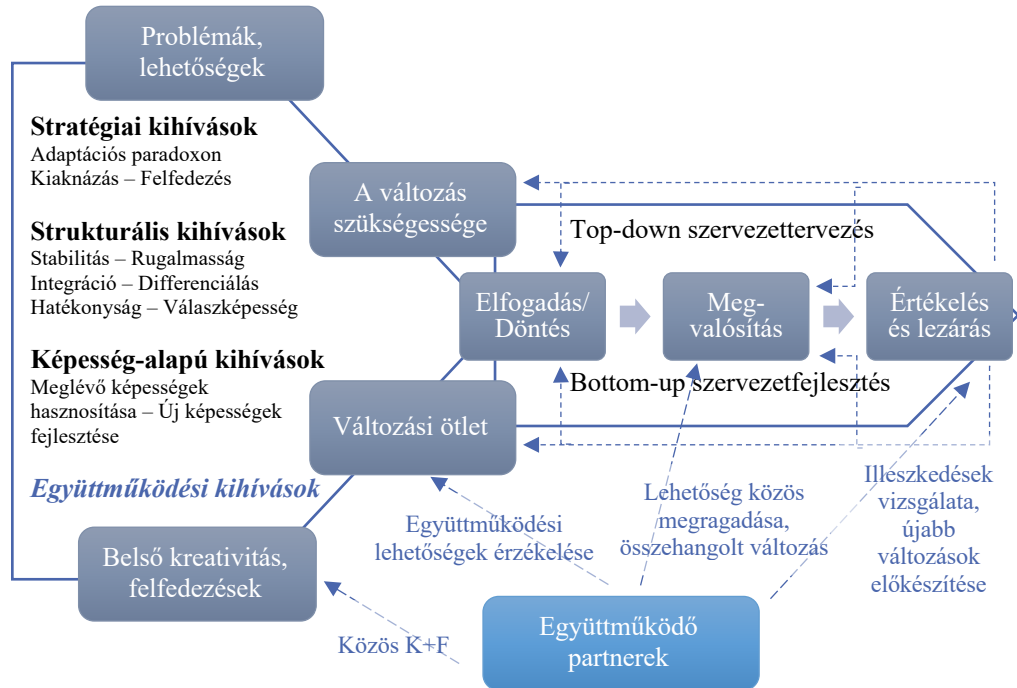 Problémák,
lehetőségek
Stratégiai kihívások
Adaptációs paradoxon
Kiaknázás – Felfedezés
Strukturális kihívások
Stabilitás – Rugalmasság
Integráció – Differenciálás
Hatékonyság – Válaszképesség
Képesség-alapú kihívások
Meglévő képességek
hasznosítása – Új képességek
fejlesztése
Együttműködési kihívások
Belső kreativitás,
felfedezések
A változás
szükségessége
Változási ötlet
Elfogadás/
Döntés
Top-down szervezettervezés
Meg-
valósítás
Bottom-up szervezetfejlesztés
Értékelés
és lezárás
Együttműködési
lehetőségek érzékelése
Lehetőség közös
megragadása,
összehangolt változás
Illeszkedések
vizsgálata,
újabb
változások
előkészítése
Közös K+F
Együttműködő
partnerek